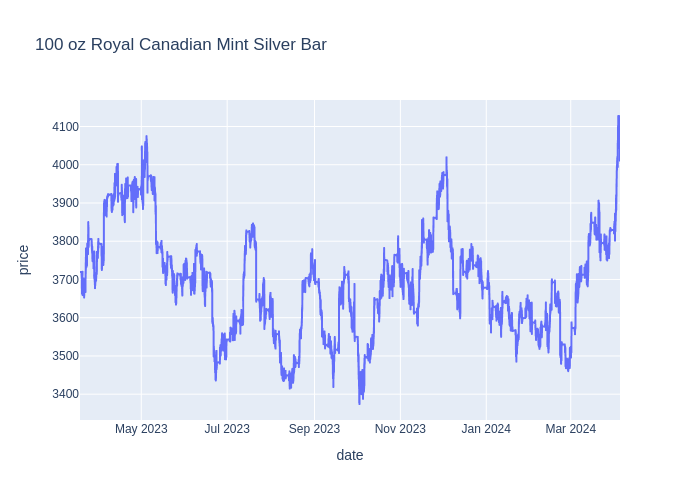 100 oz Royal Canadian Mint Silver Bar
price
4100
4000
3900
3800
3700
3600
3500
3400
May 2023 Jul 2023 Sep 2023 Nov 2023 Jan 2024 Mar 2024
date